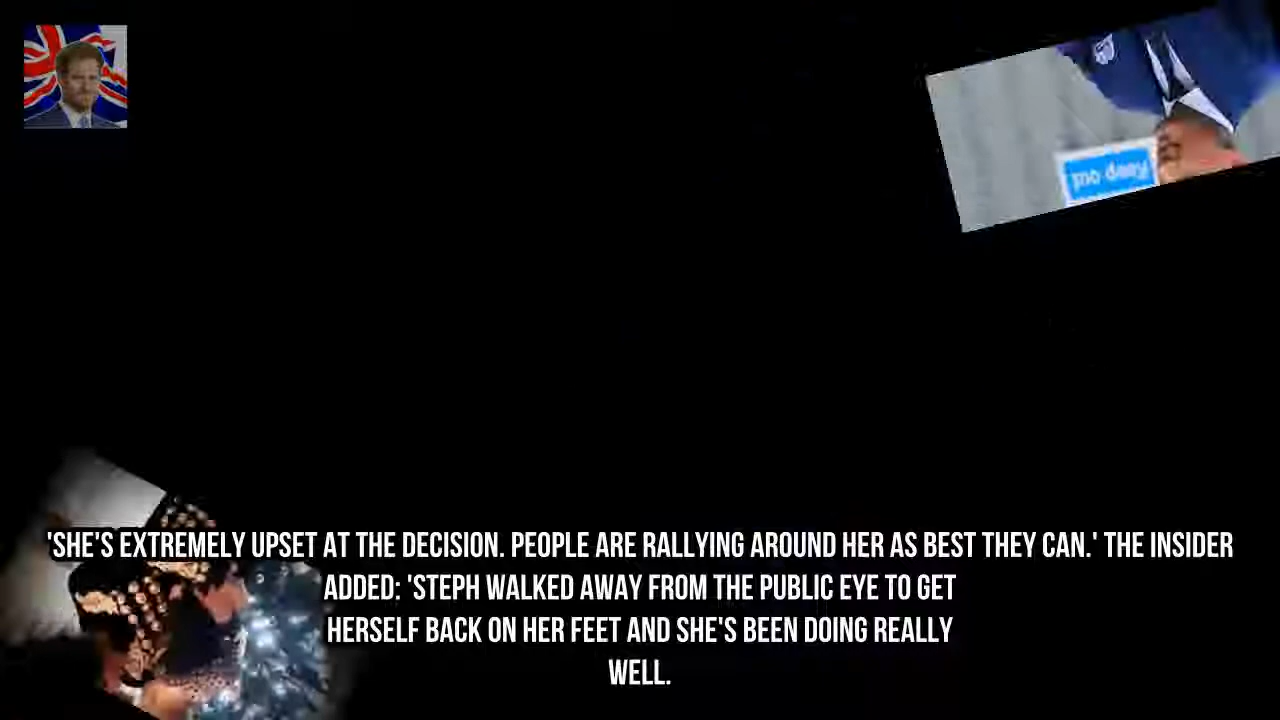 Keep out
'SHE'S EXTREMELY UPSET AT THE DECISION. PEOPLE ARE RALLYING AROUND HER AS BEST THEY CAN.' THE INSIDER
ADDED: 'STEPH WALKED AWAY FROM THE PUBLIC EYE TO GET
HERSELF BACK ON HER FEET AND SHE'S BEEN DOING REALLY
WELL.